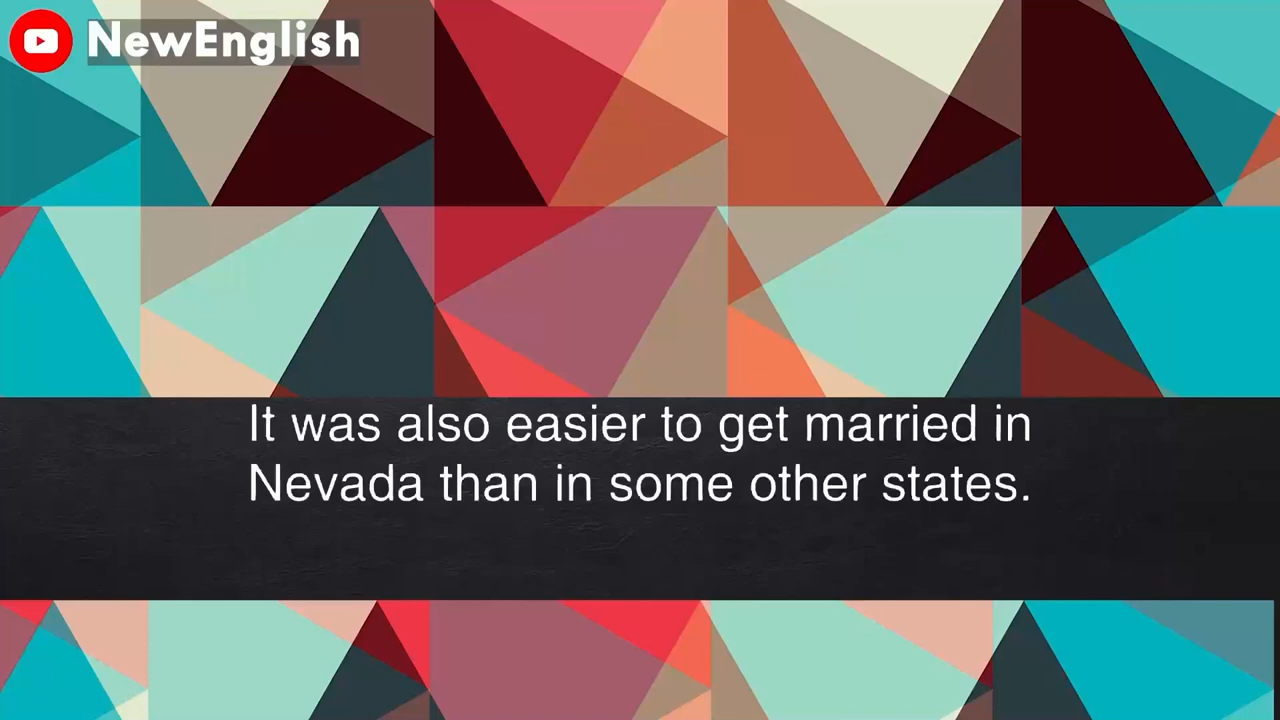 NewEnglish
It was also easier to get married in
Nevada than in some other states.